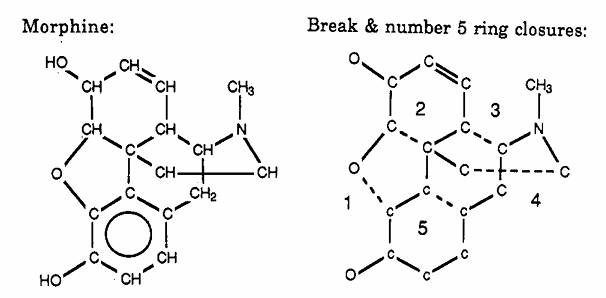 Morphine:
HO CH
CH CH CH3
CH CH N
C CH
O CH CH
C CH2
C C
C CH
HO CH
Break & number 5 ring closures:
O C
C C CH3
2 3
C C N
C C
O C C
C C
1 4
C C
5
C C
O C